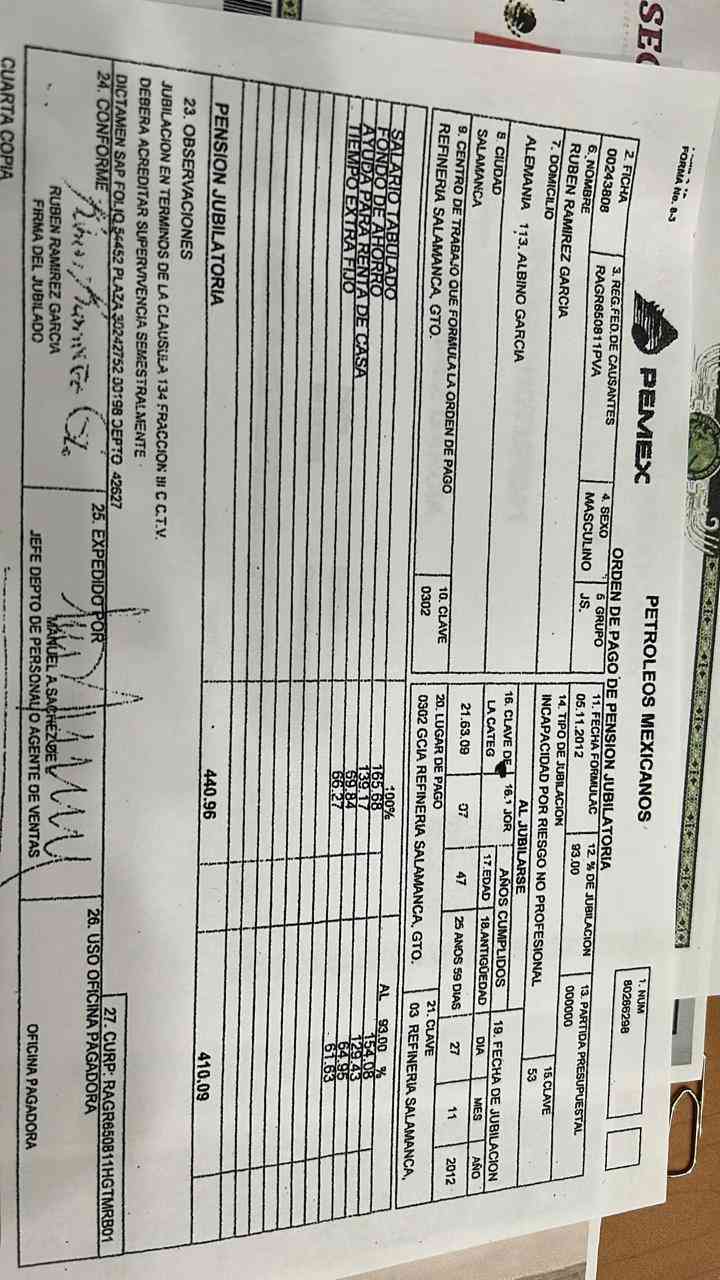 SEC
FORMA No. 8-3
PEMEX
PETROLEOS MEXICANOS
ORDEN DE PAGO DE PENSION JUBILATORIA
1. NUM
80266298
2. FICHA
00243808
3. REG.FED.DE CAUSANTES
RAGR650811PVA
4. SEXO
MASCULINO
5 GRUPO
JS.
6. NOMBRE
RUBEN RAMIREZ GARCIA
7. DOMICILIO
ALEMANIA 113. ALBINO GARCIA
8 CIUDAD
SALAMANCA
9. CENTRO DE TRABAJO QUE FORMULA LA ORDEN DE PAGO
REFINERIA SALAMANCA, GTO.
10. CLAVE
0302
11. FECHA FORMULAC
05.11.2012
12. % DE JUBILACION
93.00
13. PARTIDA PRESUPUESTAL
000000
14. TIPO DE JUBILACION
INCAPACIDAD POR RIESGO NO PROFESIONAL
15. CLAVE
53
AL JUBILARSE
16. CLAVE DE
LA CATEG
16.1 JOR
AÑOS CUMPLIDOS
17.EDAD
18.ANTIGÜEDAD
19. FECHA DE JUBILACION
DIA
MES
AÑO
21.63.09
07
47
25 AÑOS 59 DIAS
27
11
2012
20. LUGAR DE PAGO
0302 GCIA REFINERIA SALAMANCA, GTO.
21. CLAVE
03 REFINERIA SALAMANCA,
100%
AL 93.00 %
SALARIO TABULADO 165.68 154.08
FONDO DE AHORRO 139.17 129.43
AYUDA PARA RENTA DE CASA 69.84 64.95
TIEMPO EXTRA FIJO 66.27 61.63
PENSION JUBILATORIA 440.96 410.09
23. OBSERVACIONES
JUBILACION EN TERMINOS DE LA CLAUSULA 134 FRACCION III C C.T.V.
DEBERA ACREDITAR SUPERVIVENCIA SEMESTRALMENTE
DICTAMEN SAP FOLIO 54452 PLAZA 30242752 00198 DEPTO 42627
27. CURP: RAGR650811HGTMRB01
24. CONFORME
RUBEN RAMIREZ GARCIA
FIRMA DEL JUBILADO
25. EXPEDIDO POR
JEFE DEPTO DE PERSONAL O AGENTE DE VENTAS
26. USO OFICINA PAGADORA
OFICINA PAGADORA
CUARTA COPIA